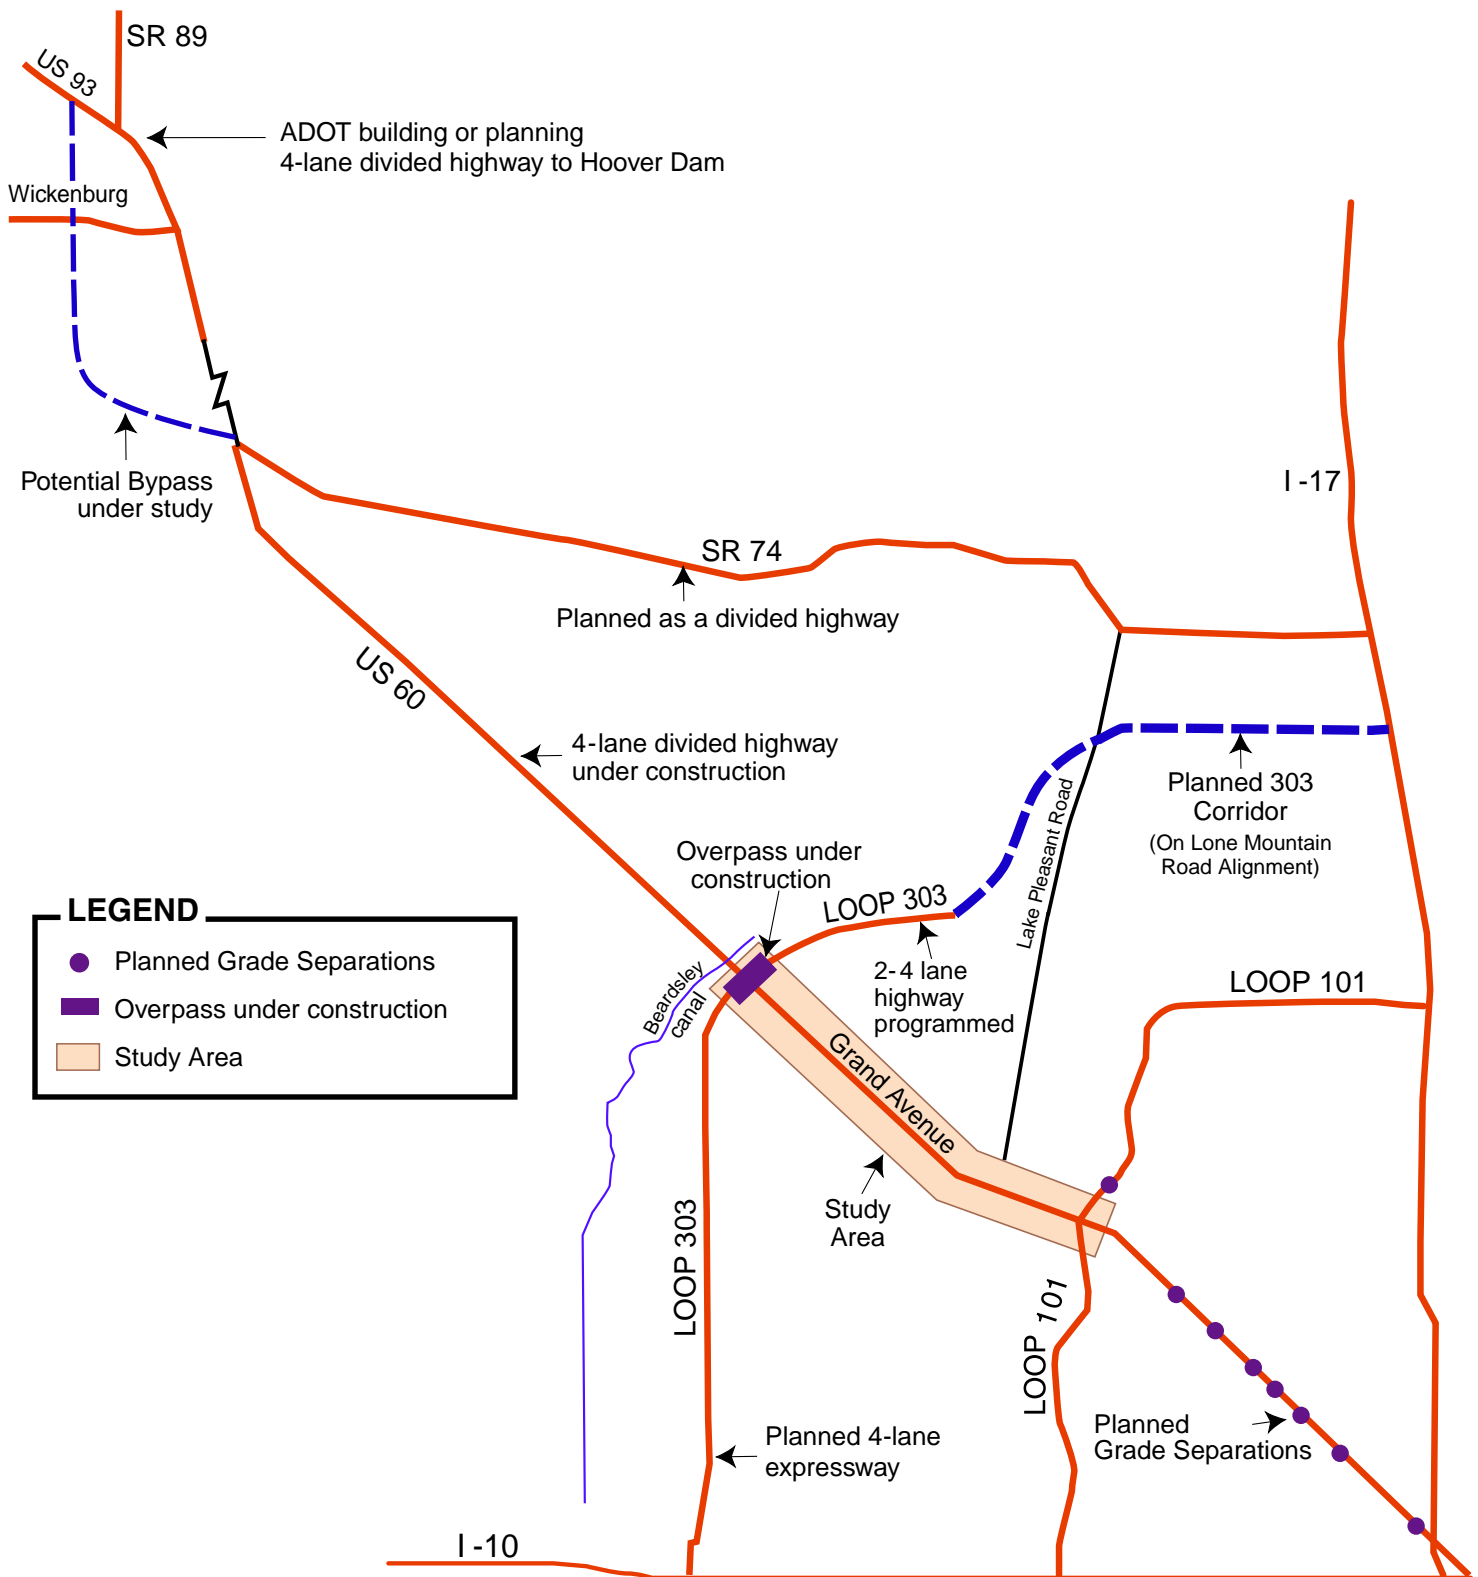 SR 89
US 93
ADOT building or planning
4-lane divided highway to Hoover Dam
Wickenburg
Potential Bypass
under study
I -17
SR 74
Planned as a divided highway
US 60
4-lane divided highway
under construction
Planned 303
Corridor
(On Lone Mountain
Road Alignment)
Lake Pleasant Road
Overpass under
construction
LOOP 303
2-4 lane
highway
programmed
LEGEND
Planned Grade Separations
Overpass under construction
Study Area
Beardsley
canal
LOOP 101
Grand Avenue
Study
Area
LOOP 303
LOOP 101
Planned
Grade Separations
Planned 4-lane
expressway
I -10